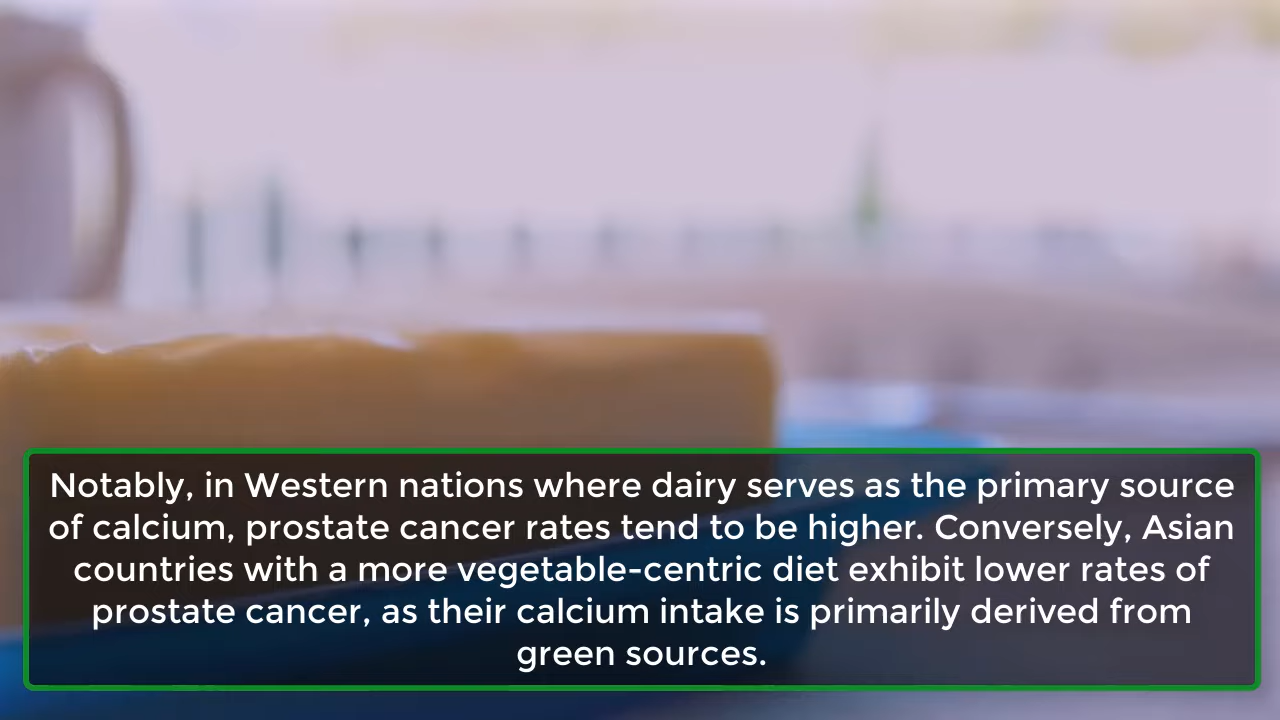 Notably, in Western nations where dairy serves as the primary source
of calcium, prostate cancer rates tend to be higher. Conversely, Asian
countries with a more vegetable-centric diet exhibit lower rates of
prostate cancer, as their calcium intake is primarily derived from
green sources.